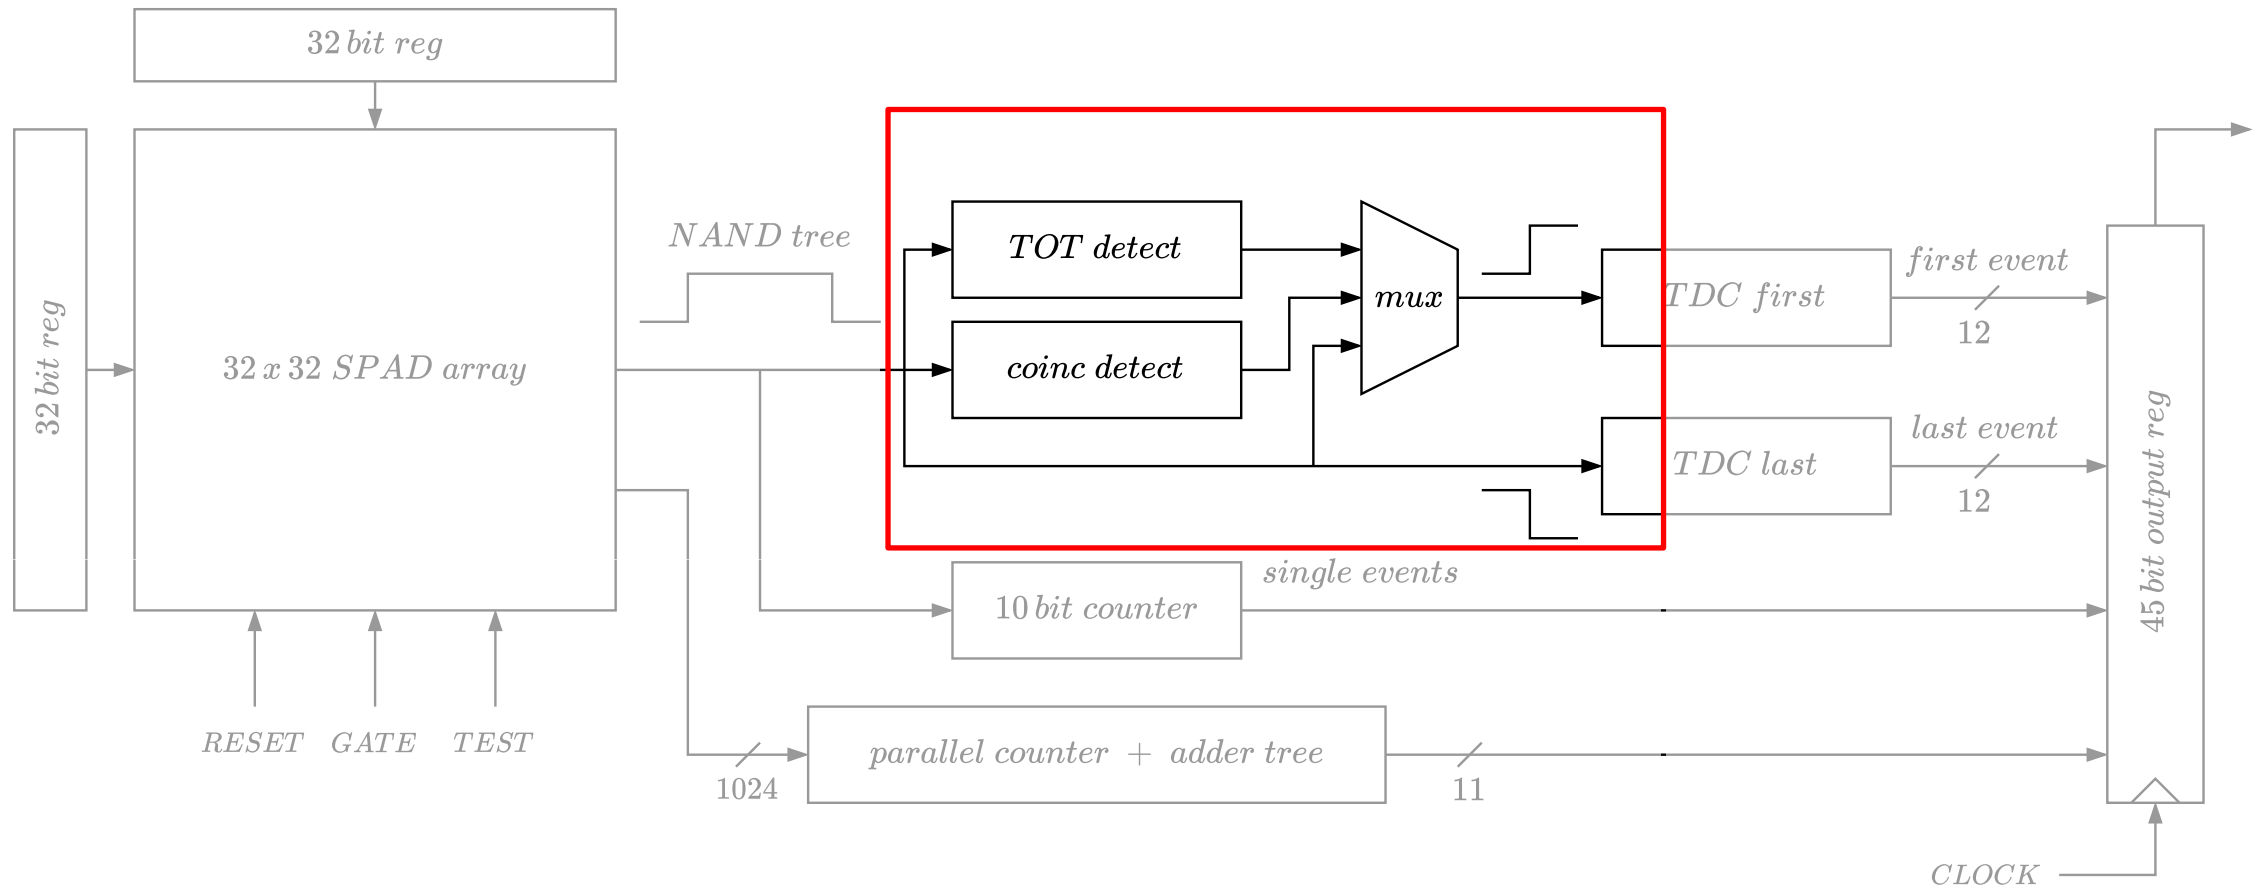 32 bit reg
32 bit reg
32 x 32 SPAD array
RESET
GATE
TEST
NAND tree
TOT detect
coinc detect
mux
TDC first
first event
12
TDC last
last event
12
10 bit counter
single events
1024
parallel counter + adder tree
11
45 bit output reg
CLOCK